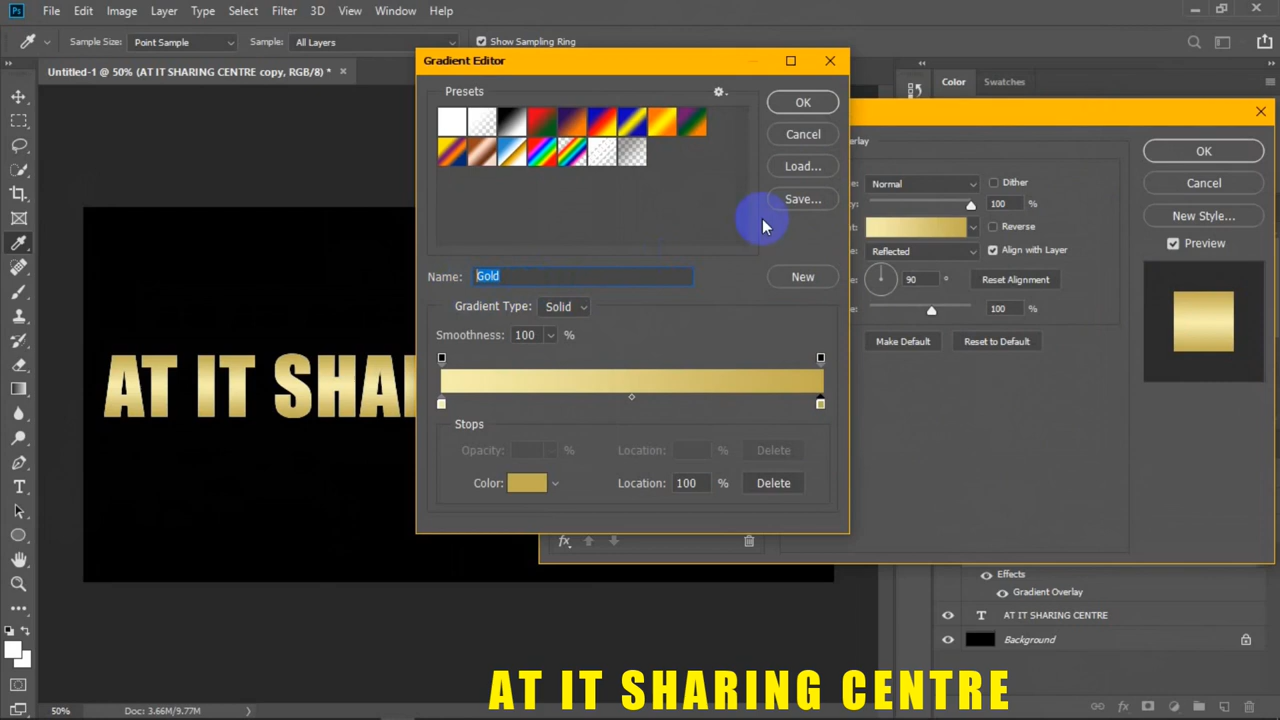 Ps File Edit Image Layer Type Select Filter 3D View Window Help
Sample Size: Point Sample Sample: All Layers Show Sampling Ring
Untitled-1 @ 50% (AT IT SHARING CENTRE copy, RGB/8) *
Color Swatches
Gradient Editor
Presets
OK
Cancel
Load...
Save...
Name: Gold
New
Gradient Type: Solid
Smoothness: 100 %
Stops
Opacity: % Location: % Delete
Color: Location: 100 % Delete
Normal Dither
100
Reverse
Reflected Align with Layer
90 ° Reset Alignment
100 %
Make Default Reset to Default
OK
Cancel
New Style...
Preview
AT IT SHA
fx
Effects
Gradient Overlay
T AT IT SHARING CENTRE
Background
50% Doc: 3.66M/9.77M
fx
AT IT SHARING CENTRE